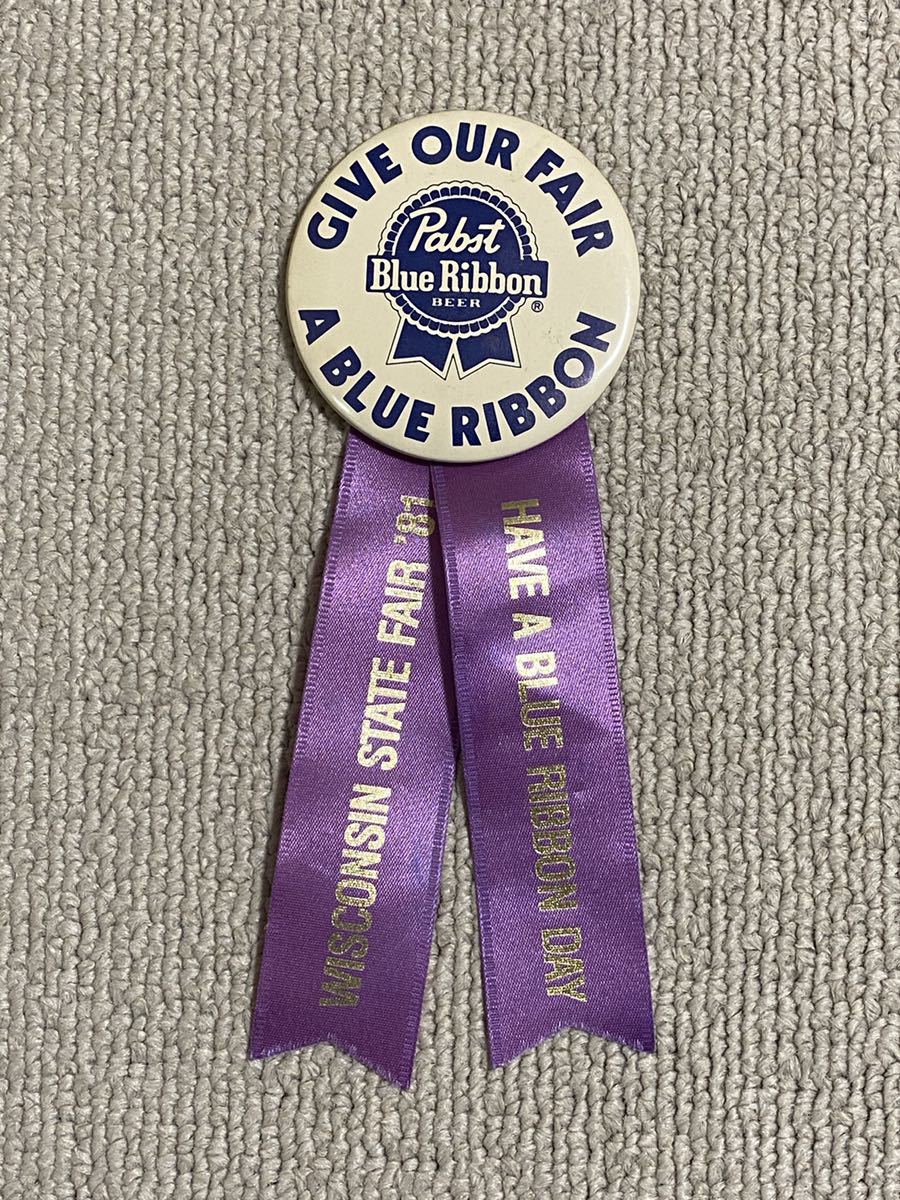 GIVE OUR FAIR
Pabst
Blue Ribbon
BEER
®
A BLUE RIBBON
WISCONSIN STATE FAIR '81
HAVE A BLUE RIBBON DAY